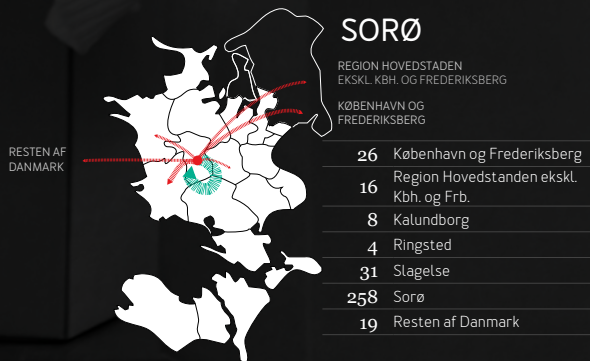 SORØ
REGION HOVEDSTADEN
EKSKL. KBH. OG FREDERIKSBERG
KØBENHAVN OG
FREDERIKSBERG
RESTEN AF
DANMARK
26 København og Frederiksberg
16 Region Hovedstanden ekskl.
Kbh. og Frb.
8 Kalundborg
4 Ringsted
31 Slagelse
258 Sorø
19 Resten af Danmark